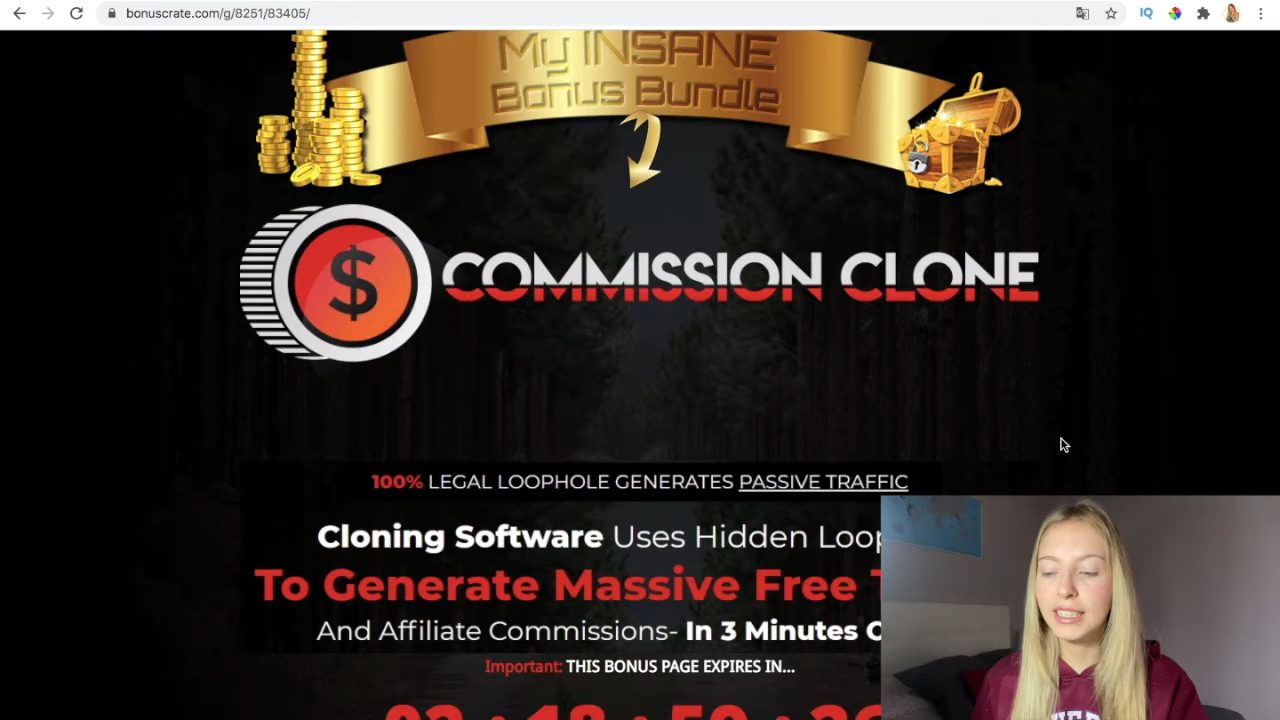 bonuscrate.com/g/8251/83405/
IQ
My INSANE
Bonus Bundle
$ COMMISSION CLONE
100% LEGAL LOOPHOLE GENERATES PASSIVE TRAFFIC
Cloning Software Uses Hidden
To Generate Massive Free
And Affiliate Commissions- In 3 Minutes
Important: THIS BONUS PAGE EXPIRES IN...